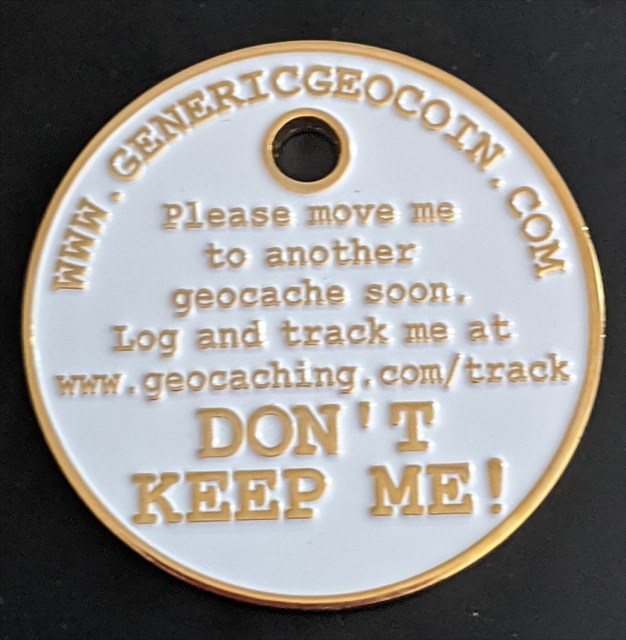 WWW.GENERICGEOCOIN.COM
Please move me
to another
geocache soon.
Log and track me at
www.geocaching.com/track
DON'T
KEEP ME!